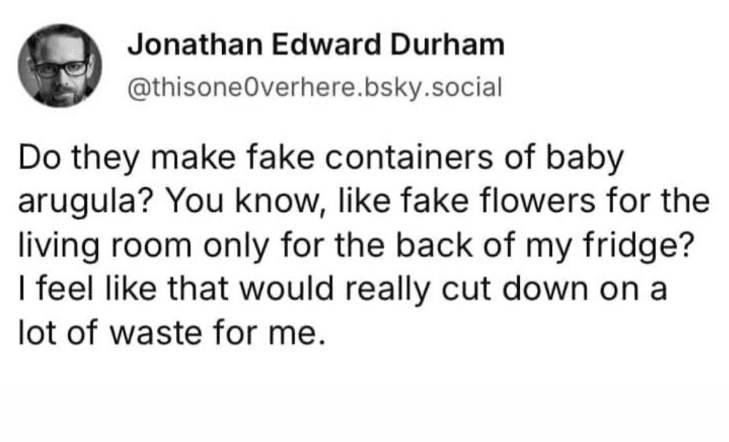 Jonathan Edward Durham
@thisone0verhere.bsky.social
Do they make fake containers of baby
arugula? You know, like fake flowers for the
living room only for the back of my fridge?
I feel like that would really cut down on a
lot of waste for me.